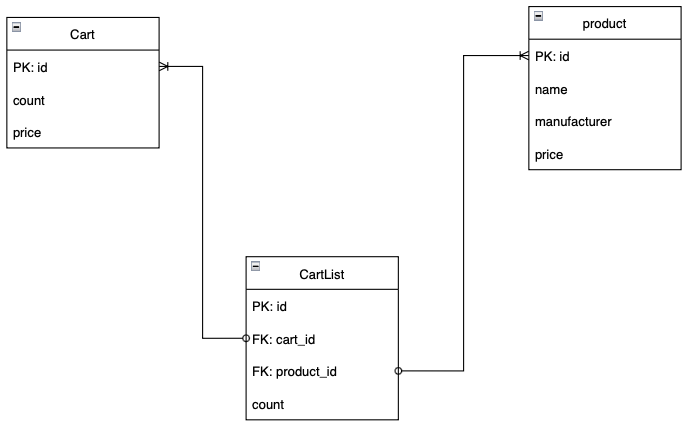 Cart
PK: id
count
price
product
PK: id
name
manufacturer
price
CartList
PK: id
FK: cart_id
FK: product_id
count